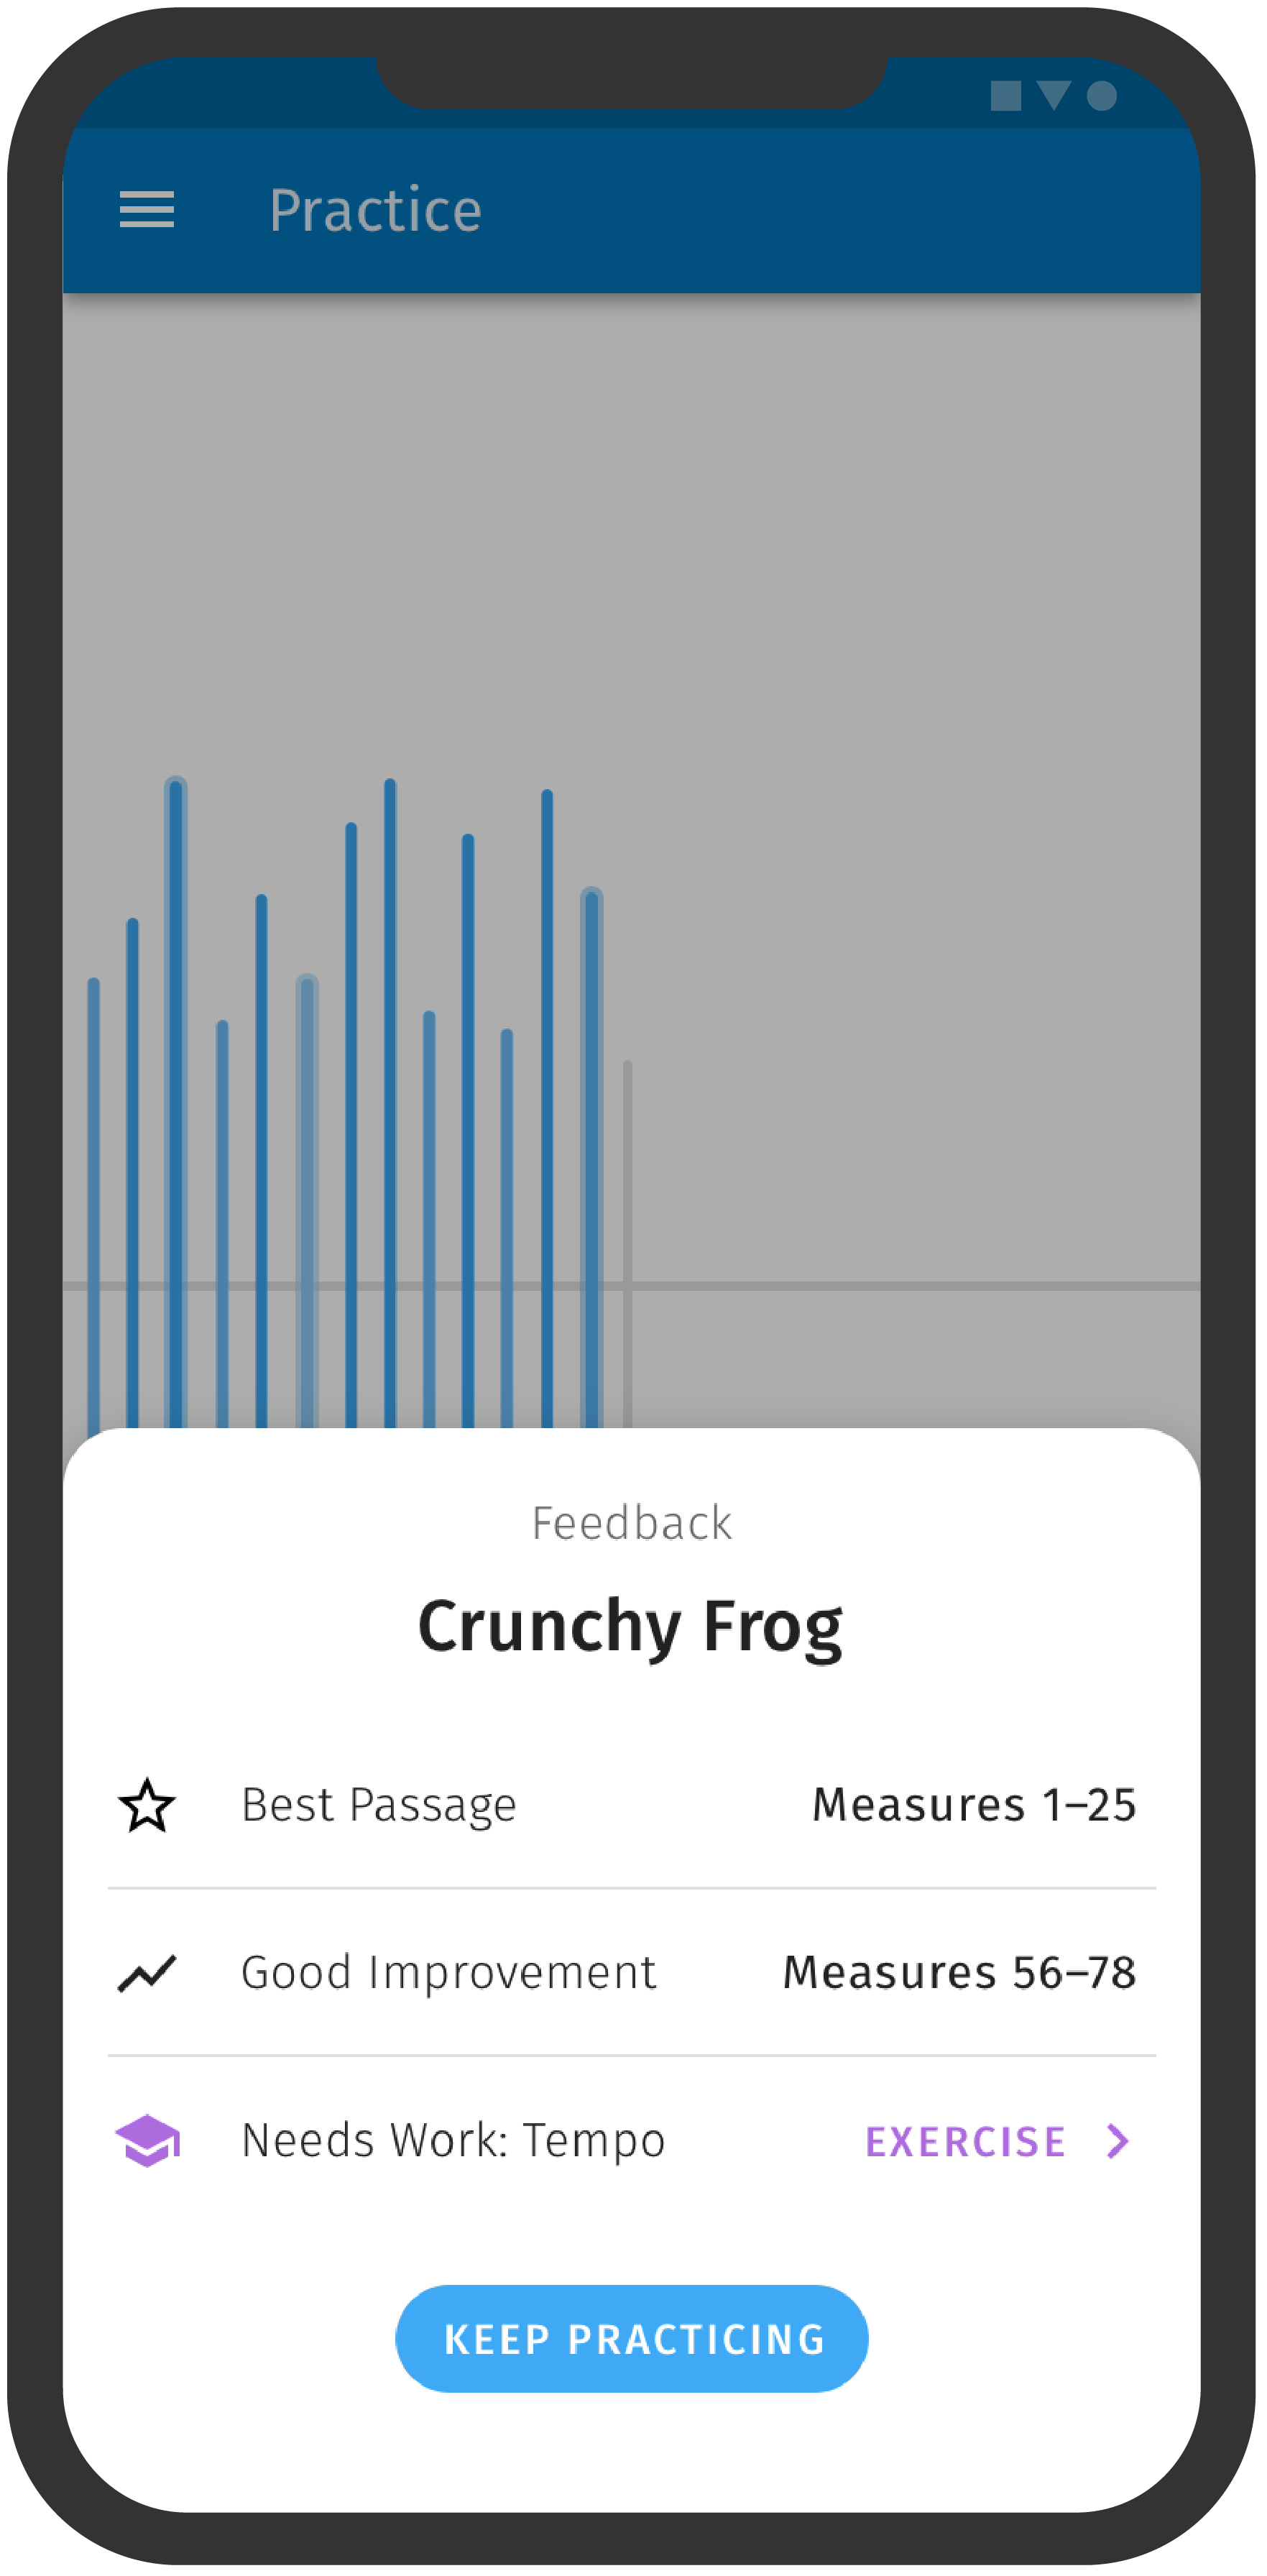 Practice
Feedback
Crunchy Frog
Best Passage Measures 1–25
Good Improvement Measures 56–78
Needs Work: Tempo EXERCISE
KEEP PRACTICING